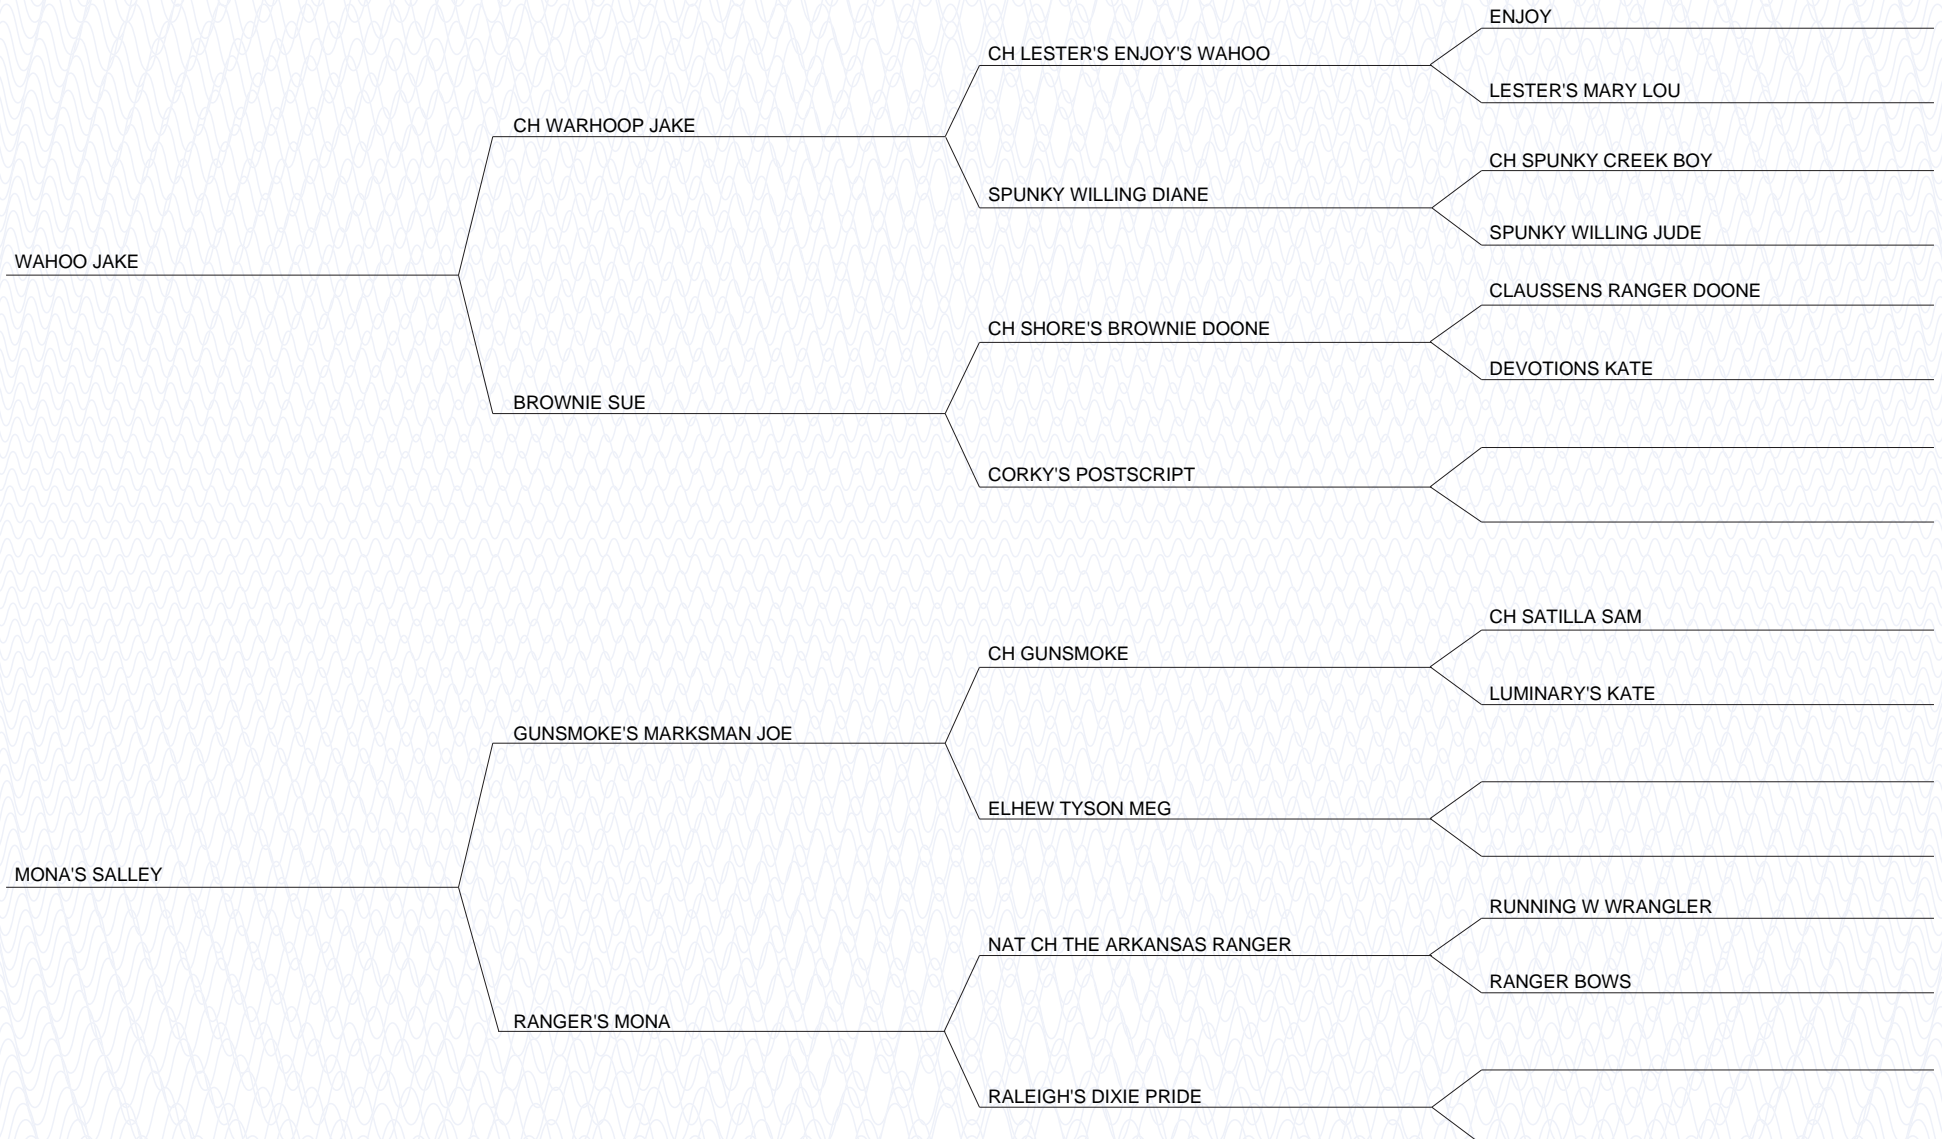 ENJOY
CH LESTER'S ENJOY'S WAHOO
LESTER'S MARY LOU
CH WARHOOP JAKE
CH SPUNKY CREEK BOY
SPUNKY WILLING DIANE
SPUNKY WILLING JUDE
WAHOO JAKE
CLAUSSENS RANGER DOONE
CH SHORE'S BROWNIE DOONE
DEVOTIONS KATE
BROWNIE SUE
CORKY'S POSTSCRIPT
CH SATILLA SAM
CH GUNSMOKE
LUMINARY'S KATE
GUNSMOKE'S MARKSMAN JOE
ELHEW TYSON MEG
MONA'S SALLEY
RUNNING W WRANGLER
NAT CH THE ARKANSAS RANGER
RANGER BOWS
RANGER'S MONA
RALEIGH'S DIXIE PRIDE